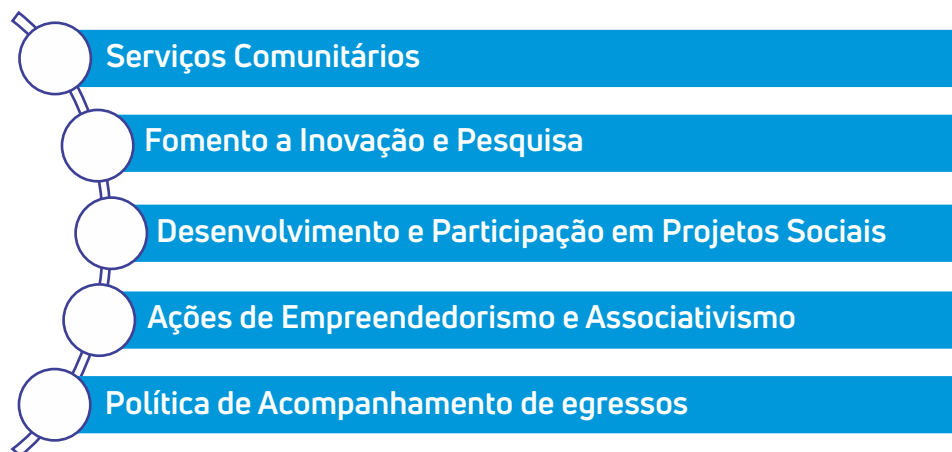 Serviços Comunitários
Fomento a Inovação e Pesquisa
Desenvolvimento e Participação em Projetos Sociais
Ações de Empreendedorismo e Associativismo
Política de Acompanhamento de egressos